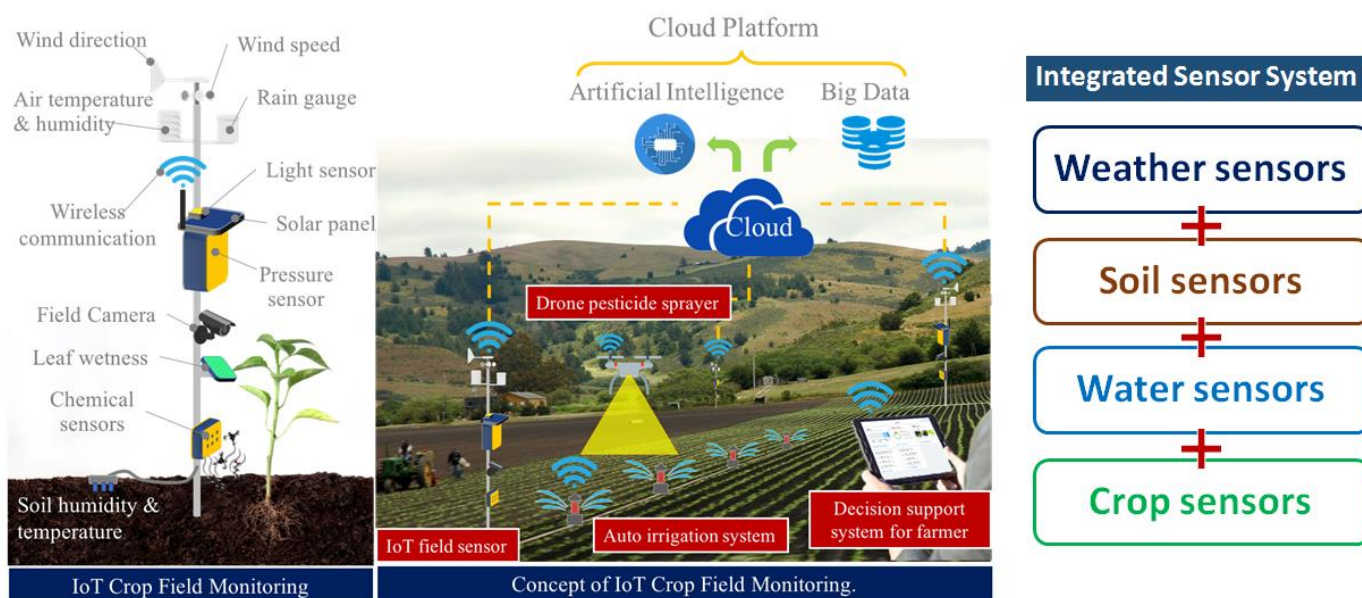 Wind direction
Wind speed
Air temperature
& humidity
Rain gauge
Light sensor
Wireless
communication
Solar panel
Pressure
sensor
Field Camera
Leaf wetness
Chemical
sensors
Soil humidity &
temperature
IoT Crop Field Monitoring
Cloud Platform
Artificial Intelligence
Big Data
Cloud
Drone pesticide sprayer
IoT field sensor
Auto irrigation system
Decision support
system for farmer
Concept of IoT Crop Field Monitoring.
Integrated Sensor System
Weather sensors
+
Soil sensors
+
Water sensors
+
Crop sensors